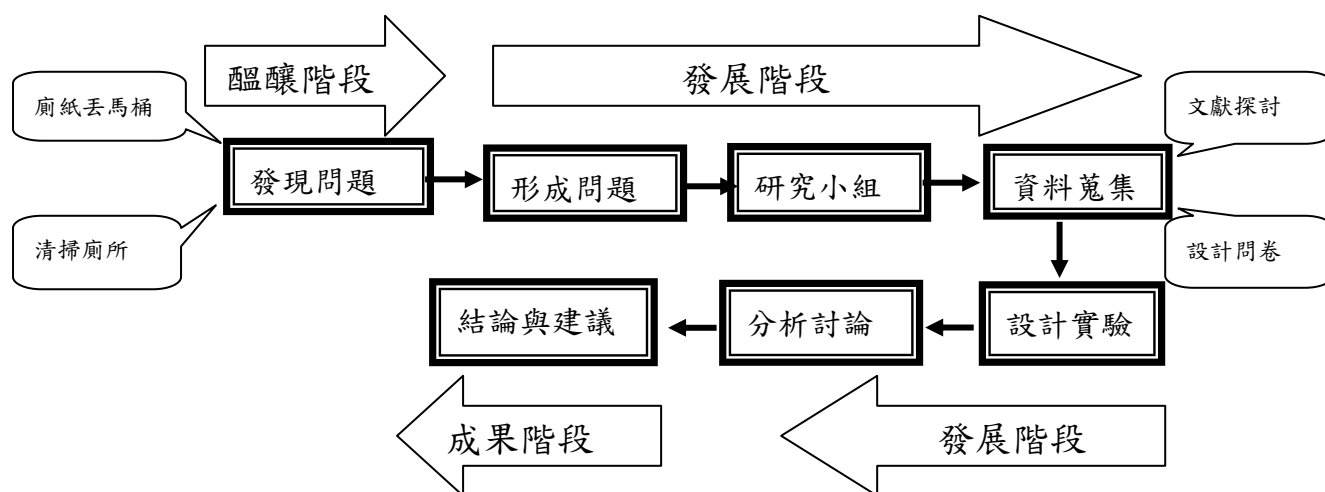 醞釀階段
發展階段
廁紙丟馬桶
文獻探討
發現問題
形成問題
研究小組
資料蒐集
清掃廁所
設計問卷
結論與建議
分析討論
設計實驗
成果階段
發展階段